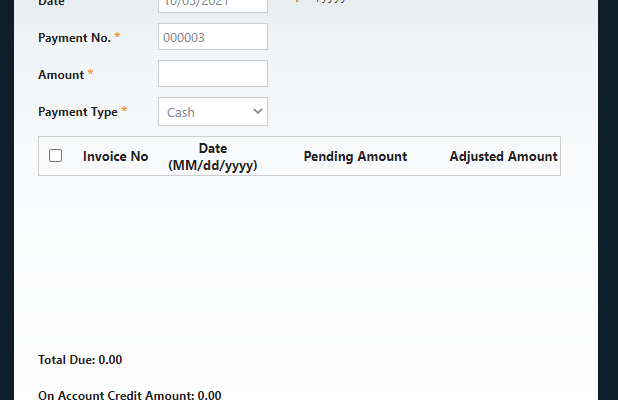 Date 10/05/2021
Payment No. * 000003
Amount *
Payment Type * Cash
Invoice No Date (MM/dd/yyyy) Pending Amount Adjusted Amount
Total Due: 0.00
On Account Credit Amount: 0.00